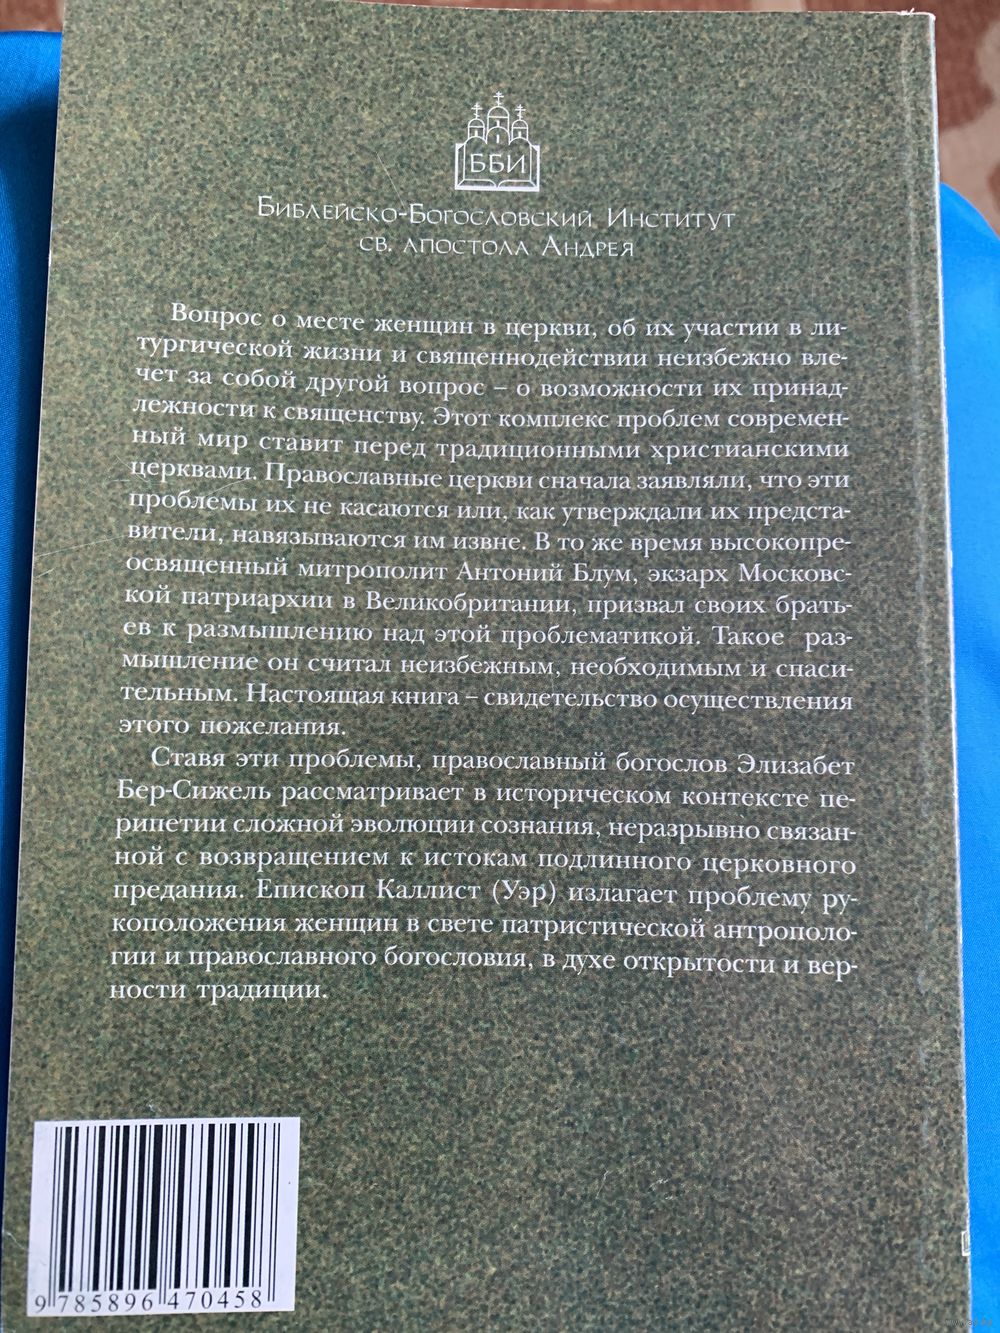 ББИ
Библейско-Богословский Институт
св. апостола Андрея
Вопрос о месте женщин в церкви, об их участии в ли-
тургической жизни и священнодействии неизбежно вле-
чет за собой другой вопрос – о возможности их принад-
лежности к священству. Этот комплекс проблем современ-
ный мир ставит перед традиционными христианскими
церквами. Православные церкви сначала заявляли, что эти
проблемы их не касаются или, как утверждали их предста-
вители, навязываются им извне. В то же время высокопре-
освященный митрополит Антоний Блум, экзарх Московс-
кой патриархии в Великобритании, призвал своих брать-
ев к размышлению над этой проблематикой. Такое раз-
мышление он считал неизбежным, необходимым и спаси-
тельным. Настоящая книга – свидетельство осуществления
этого пожелания.
Ставя эти проблемы, православный богослов Элизабет
Бер-Сижель рассматривает в историческом контексте пе-
рипетии сложной эволюции сознания, неразрывно связан-
ной с возвращением к истокам подлинного церковного
предания. Епископ Каллист (Уэр) излагает проблему ру-
коположения женщин в свете патристической антрополо-
гии и православного богословия, в духе открытости и вер-
ности традиции.
9 785896 470458